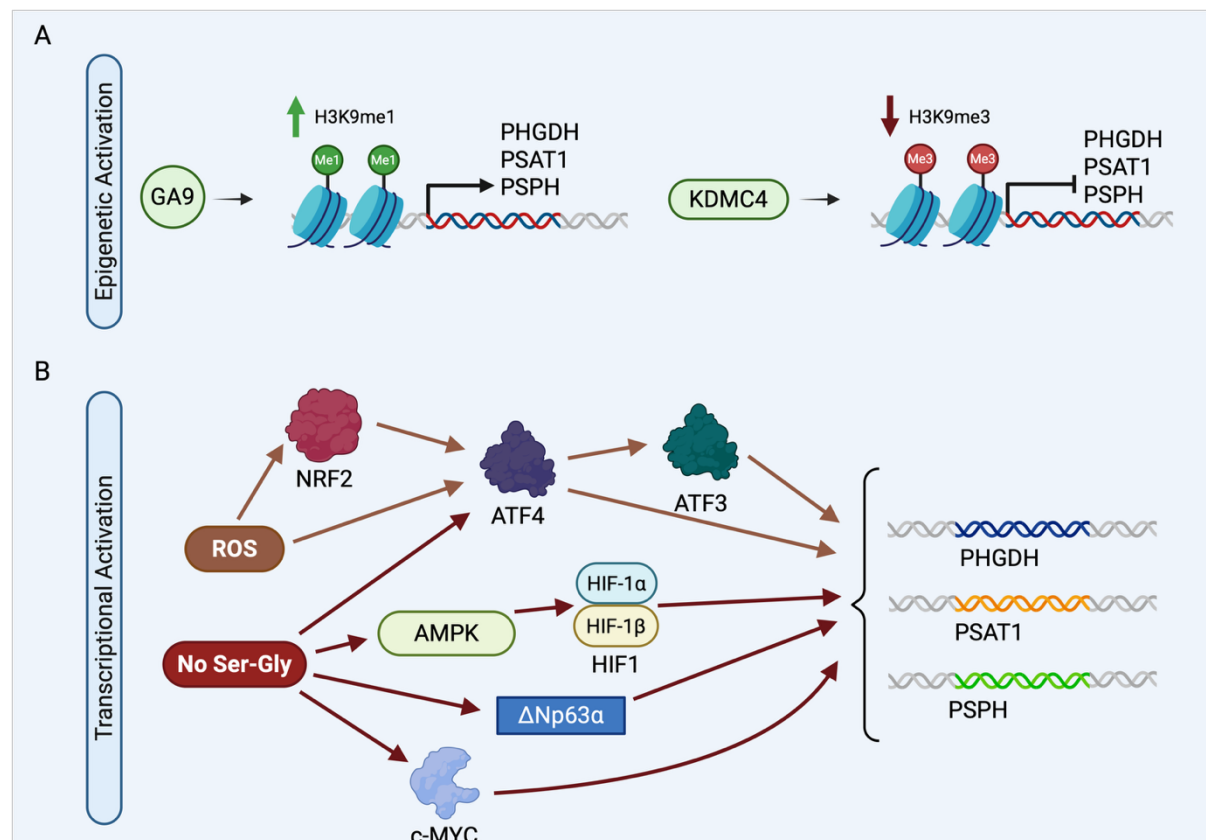 A
Epigenetic Activation
GA9
H3K9me1
Me1
Me1
PHGDH
PSAT1
PSPH
KDMC4
H3K9me3
Me3
Me3
PHGDH
PSAT1
PSPH
B
Transcriptional Activation
NRF2
ROS
ATF4
ATF3
No Ser-Gly
AMPK
HIF-1α
HIF-1β
HIF1
ΔNp63α
c-MYC
PHGDH
PSAT1
PSPH